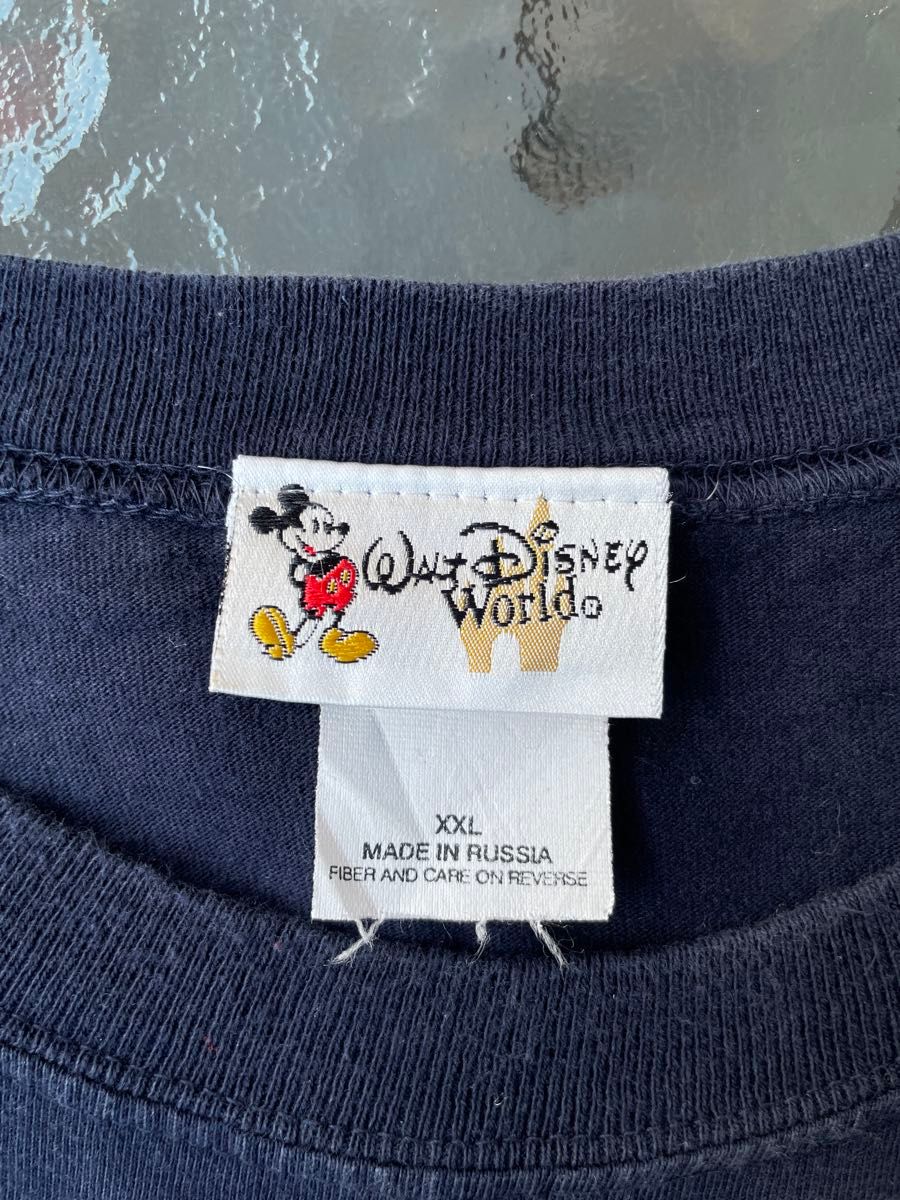 WALT DISNEY
World®
XXL
MADE IN RUSSIA
FIBER AND CARE ON REVERSE